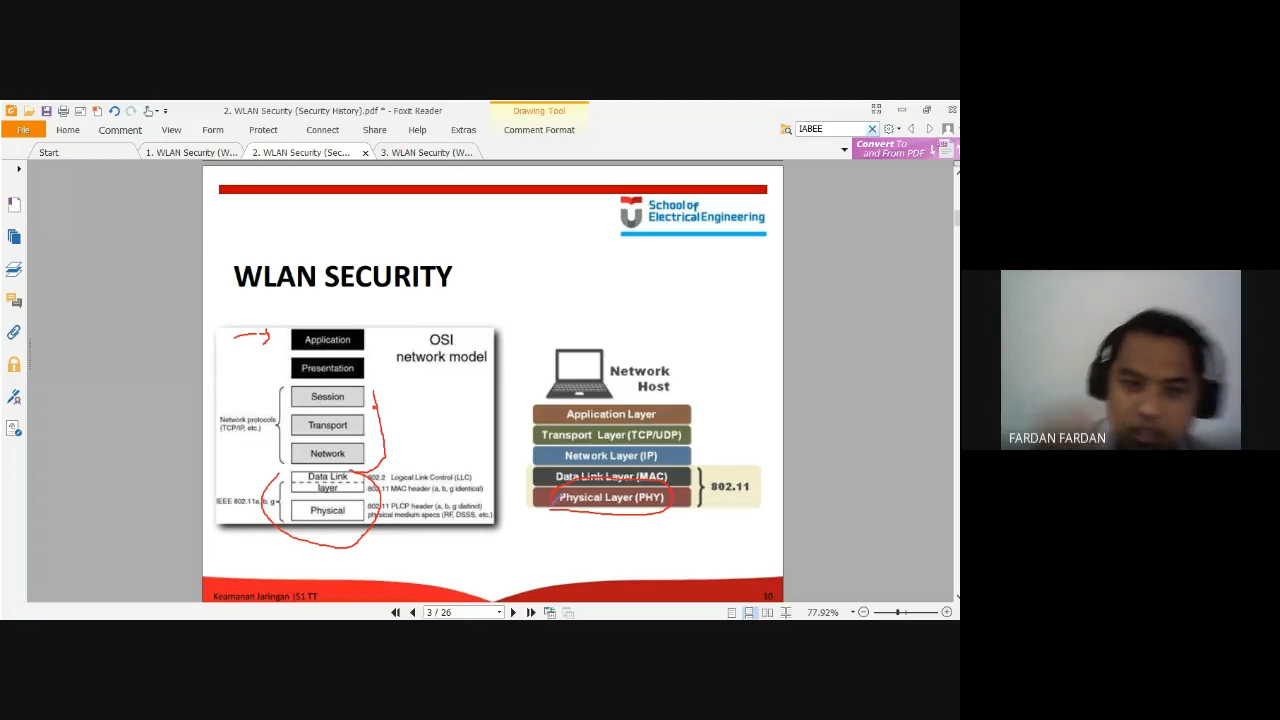 2. WLAN Security (Security History).pdf * - Foxit Reader
Drawing Tool
File Home Comment View Form Protect Connect Share Help Extras Comment Format
IABEE
Start
1. WLAN Security (W...
2. WLAN Security (Sec...
3. WLAN Security (W...
Convert To
and From PDF
School of
Electrical Engineering
WLAN SECURITY
OSI
network model
Application
Presentation
Session
Network protocols
(TCP/IP, etc.)
Transport
Network
Data Link
layer
802.2 Logical Link Control (LLC)
802.11 MAC header (a, b, g identical)
IEEE 802.11a, b, g
Physical
802.11 PLCP header (a, b, g distinct)
physical medium specs (RF, DSSS, etc.)
Network
Host
Application Layer
Transport Layer (TCP/UDP)
Network Layer (IP)
Data Link Layer (MAC)
Physical Layer (PHY)
802.11
Keamanan Jaringan |S1 TT
10
3 / 26
77.92%
FARDAN FARDAN